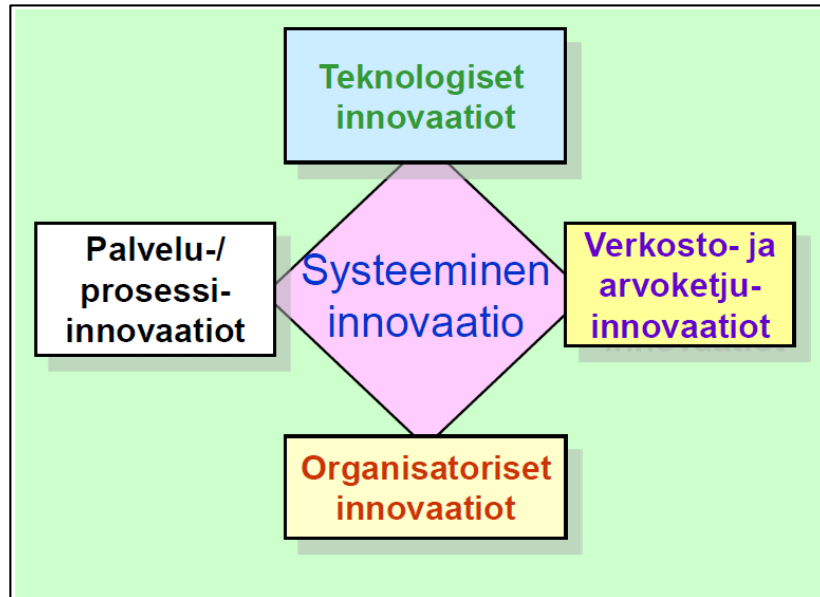 Teknologiset
innovaatiot
Palvelu-/
prosessi-
innovaatiot
Systeeminen
innovaatio
Verkosto- ja
arvoketju-
innovaatiot
Organisatoriset
innovaatiot